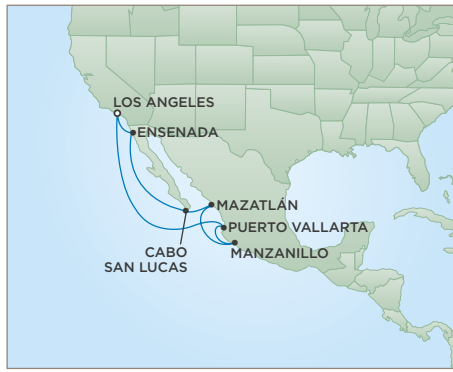 LOS ANGELES
ENSENADA
MAZATLÁN
PUERTO VALLARTA
CABO
SAN LUCAS
MANZANILLO